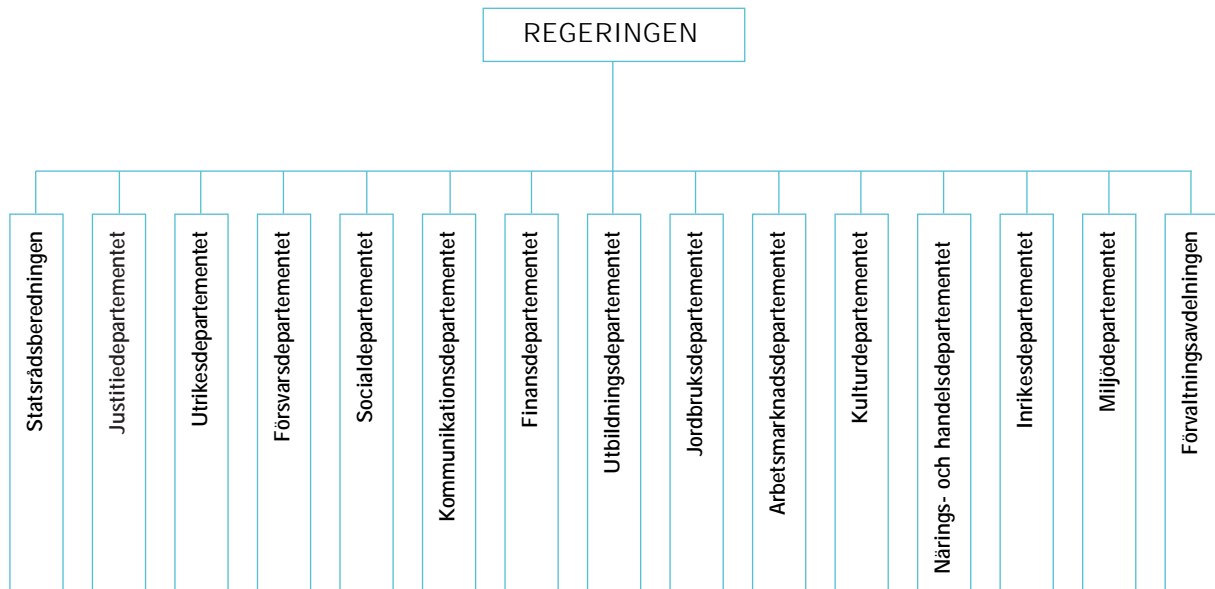 REGERINGEN
Statsrådsberedningen
Justitiedepartementet
Utrikesdepartementet
Försvarsdepartementet
Socialdepartementet
Kommunikationsdepartementet
Finansdepartementet
Utbildningsdepartementet
Jordbruksdepartementet
Arbetsmarknadsdepartementet
Kulturdepartementet
Närings- och handelsdepartementet
Inrikesdepartementet
Miljödepartementet
Förvaltningsavdelningen